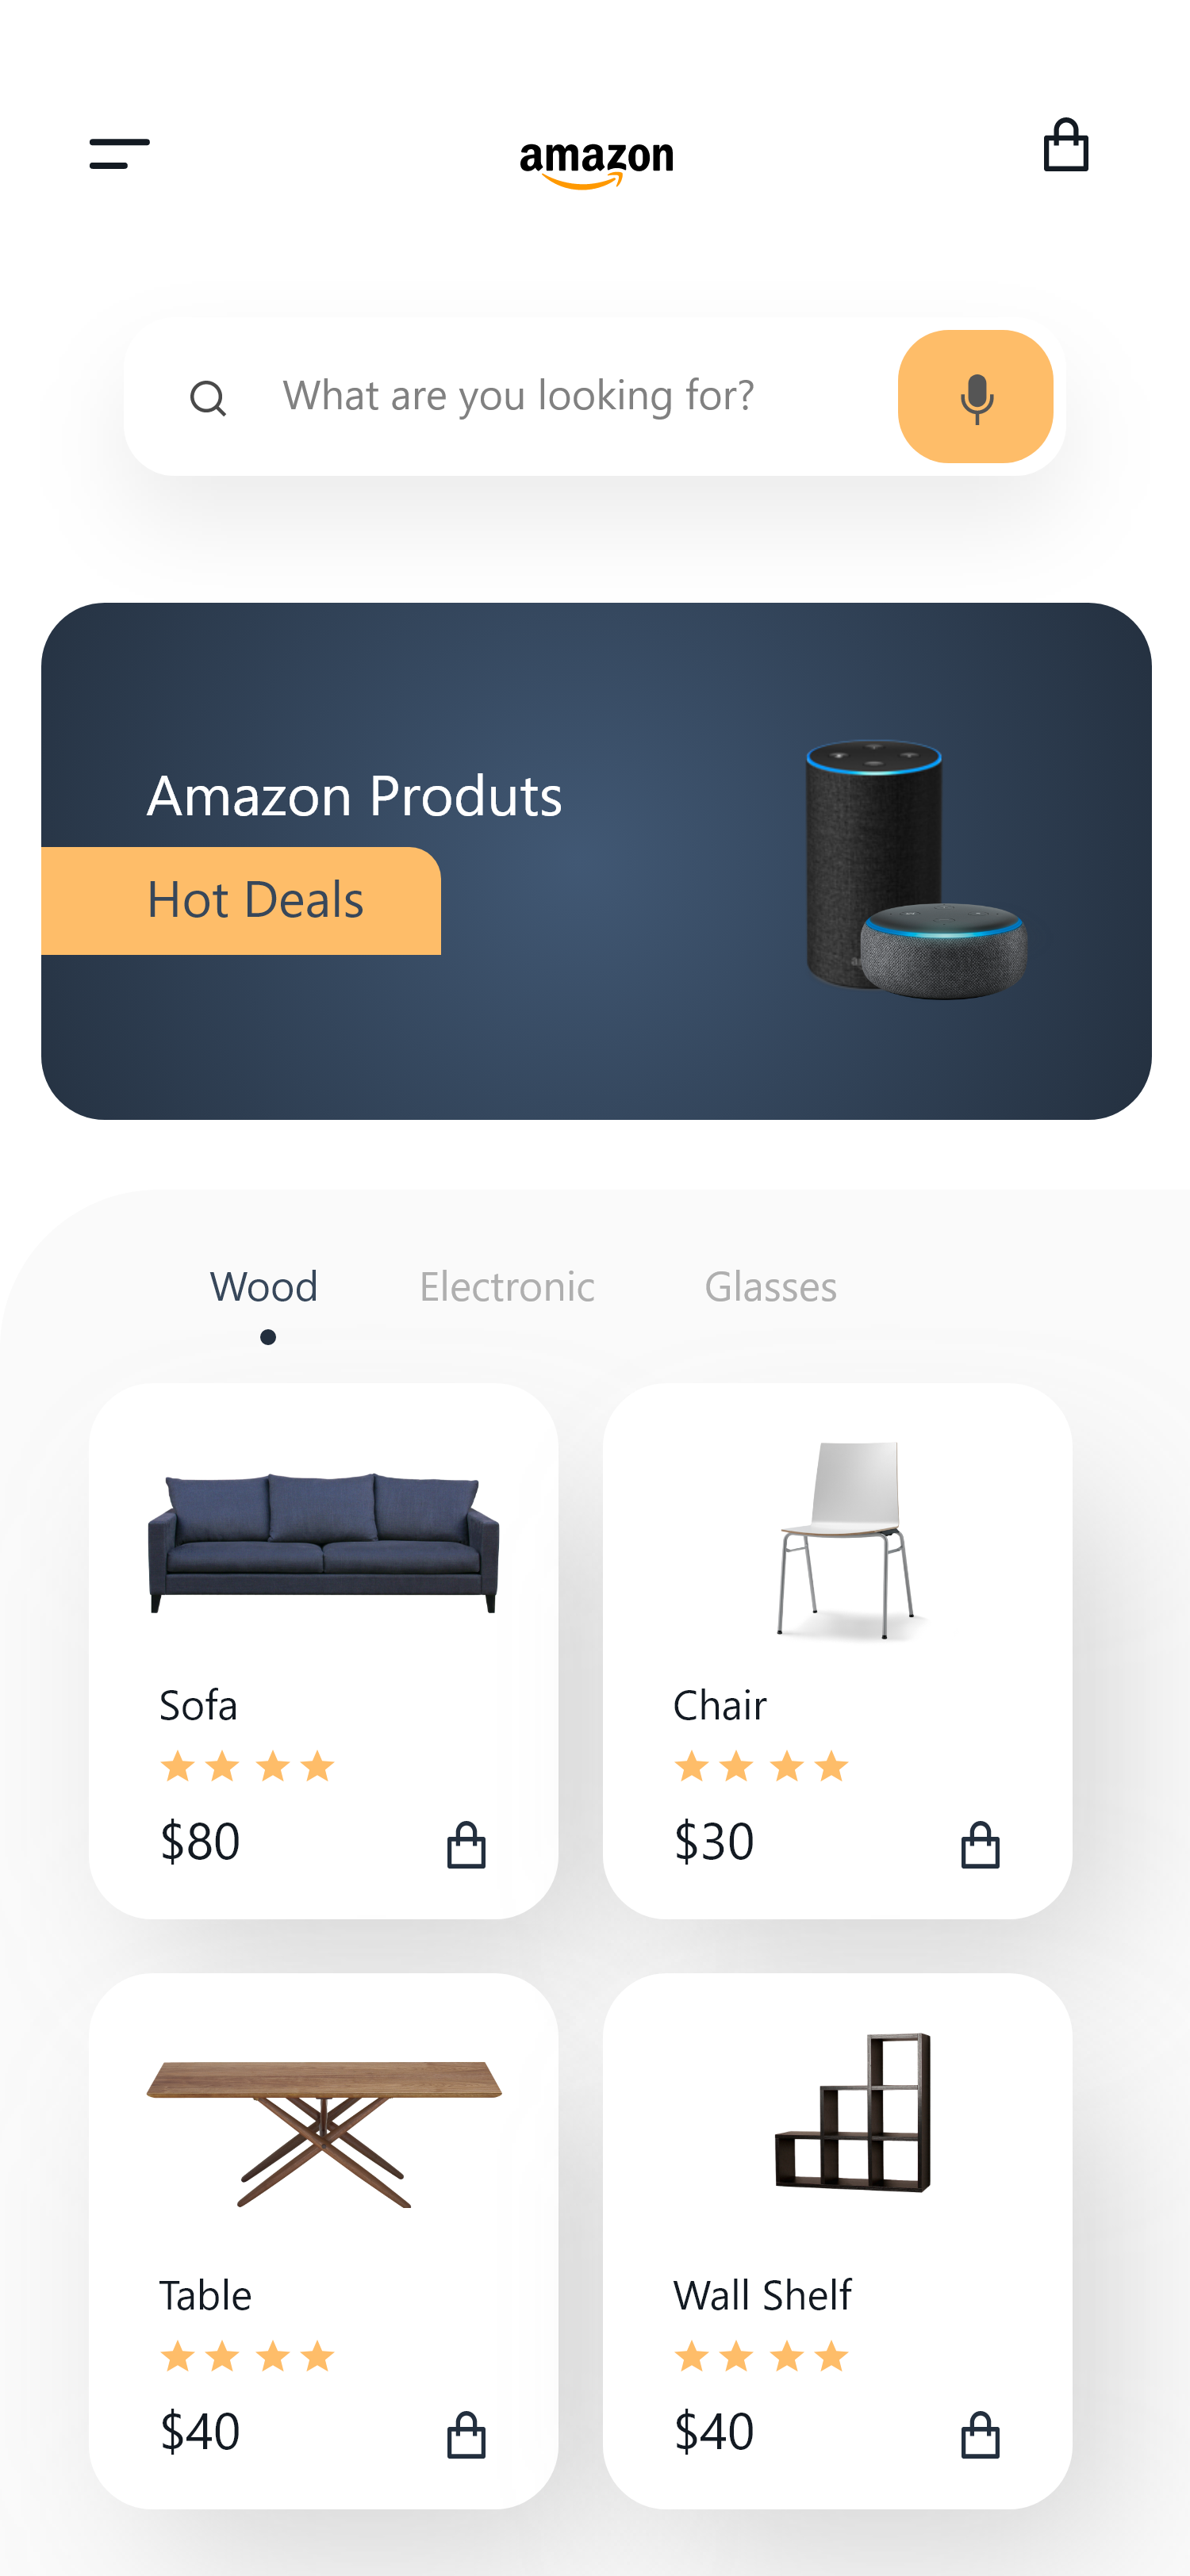 amazon
What are you looking for?
Amazon Produts
Hot Deals
Wood Electronic Glasses
Sofa
$80
Chair
$30
Table
$40
Wall Shelf
$40